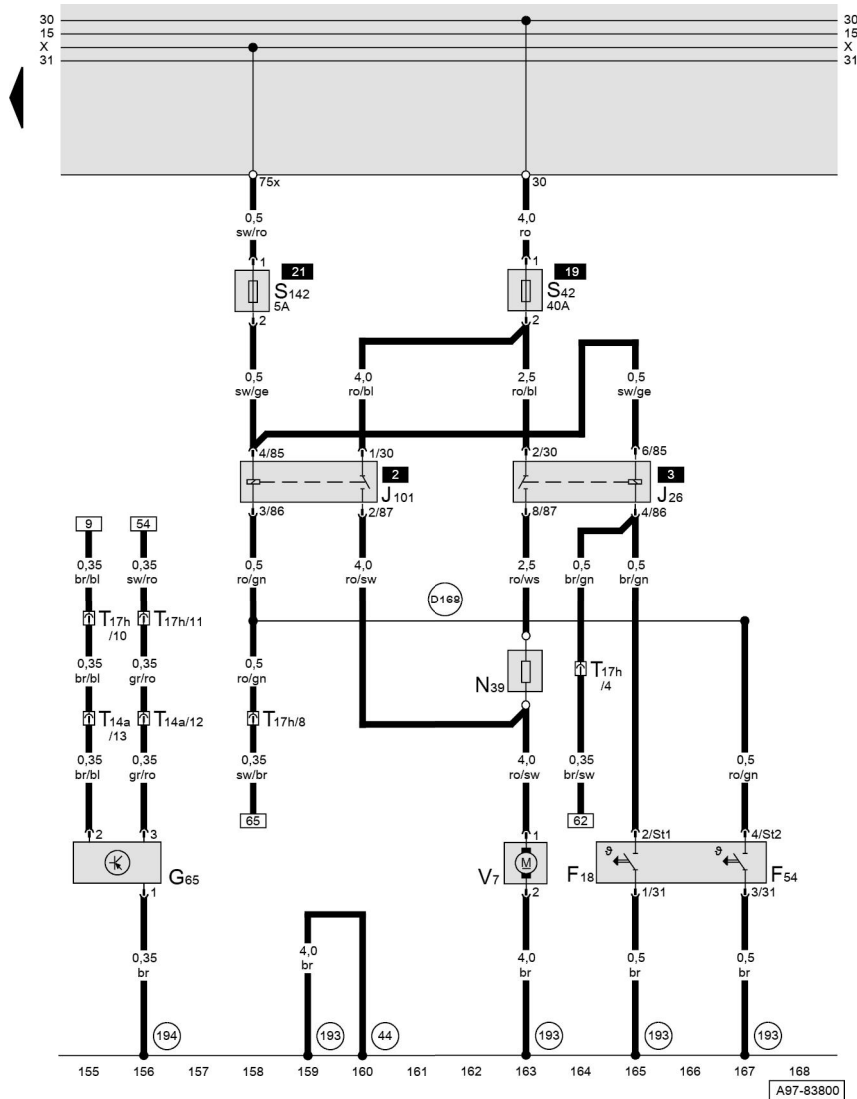 30 30
15 15
X X
31 31
75x 30
0,5 4,0
sw/ro ro
1 21 1 19
S142 S42
5A 40A
2 2
0,5 4,0 2,5 0,5
sw/ge ro/bl ro/bl sw/ge
4/85 1/30 2/30 6/85
2 3
J101 J26
3/86 2/87 8/87 4/86
9 54
0,35 0,35 0,5 4,0 2,5 0,5 0,5
br/bl sw/ro ro/gn ro/sw ro/ws br/gn br/gn
D168
T17h T17h/11
/10
0,35 0,35 0,5
br/bl gr/ro ro/gn
N39 T17h
/4
T14a T14a/12 T17h/8
/13
0,35 0,35 0,35 4,0 0,35 0,5
br/bl gr/ro sw/br ro/sw br/sw ro/gn
65 62
2 3 1 2/St1 4/St2
G65 V7 M F18 ϑ ϑ F54
1 2 1/31 3/31
0,35 4,0 4,0 0,5 0,5
br br br br br
194 193 44 193 193 193
155 156 157 158 159 160 161 162 163 164 165 166 167 168
A97-83800